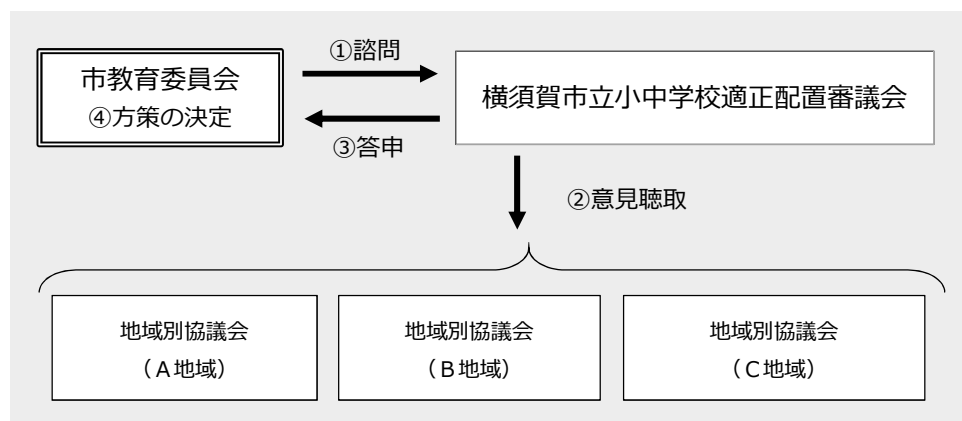 市教育委員会
④方策の決定
①諮問
③答申
横須賀市立小中学校適正配置審議会
②意見聴取
地域別協議会
（Ａ地域）
地域別協議会
（Ｂ地域）
地域別協議会
（Ｃ地域）